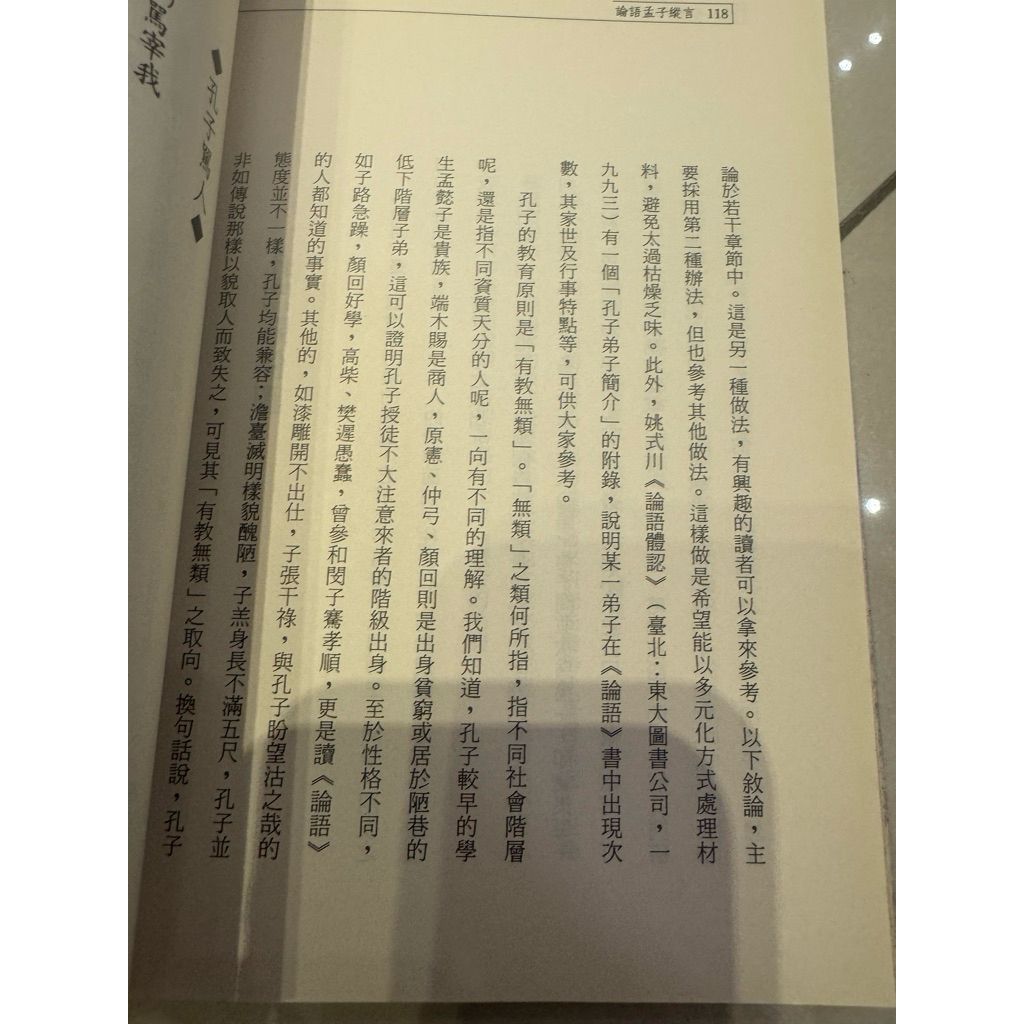 論語孟子縱言 118
論於若干章節中。這是另一種做法，有興趣的讀者可以拿來參考。以下敘論，主
要採用第二種辦法，但也參考其他做法。這樣做是希望能以多元化方式處理材
料，避免太過枯燥乏味。此外，姚式川《論語體認》（臺北：東大圖書公司，一
九九三）有一個「孔子弟子簡介」的附錄，說明某一弟子在《論語》書中出現次
數，其家世及行事特點等，可供大家參考。
孔子的教育原則是「有教無類」。「無類」之類何所指，指不同社會階層
呢，還是指不同資質天分的人呢，一向有不同的理解。我們知道，孔子較早的學
生孟懿子是貴族，端木賜是商人，原憲、仲弓、顏回則是出身貧窮或居於陋巷的
低下階層子弟，這可以證明孔子授徒不大注意來者的階級出身。至於性格不同，
如子路急躁，顏回好學，高柴、樊遲愚蠢，曾參和閔子騫孝順，更是讀《論語》
的人都知道的事實。其他的，如漆雕開不出仕，子張干祿，與孔子盼望沽之哉的
態度並不一樣，孔子均能兼容；澹臺滅明樣貌醜陋，子羔身長不滿五尺，孔子並
非如傳說那樣以貌取人而致失之，可見其「有教無類」之取向。換句話說，孔子
孔子罵人
罵宰我